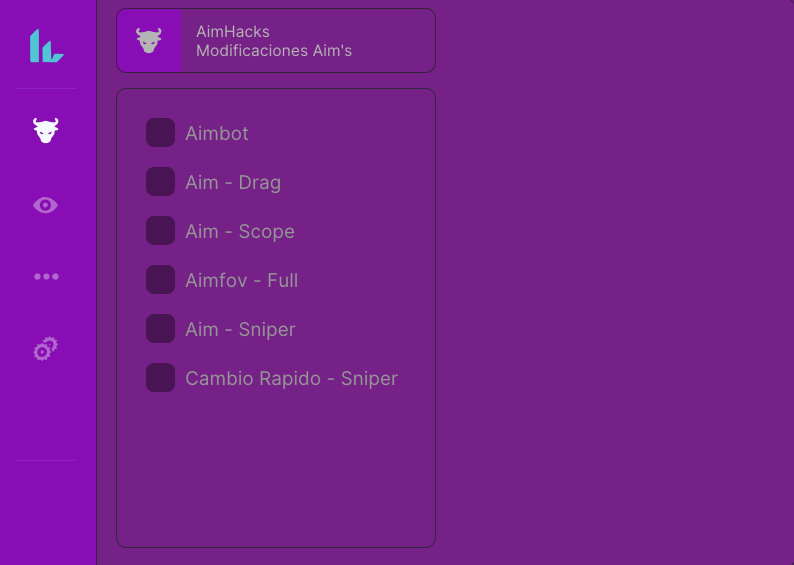 AimHacks
Modificaciones Aim's
Aimbot
Aim - Drag
Aim - Scope
Aimfov - Full
Aim - Sniper
Cambio Rapido - Sniper